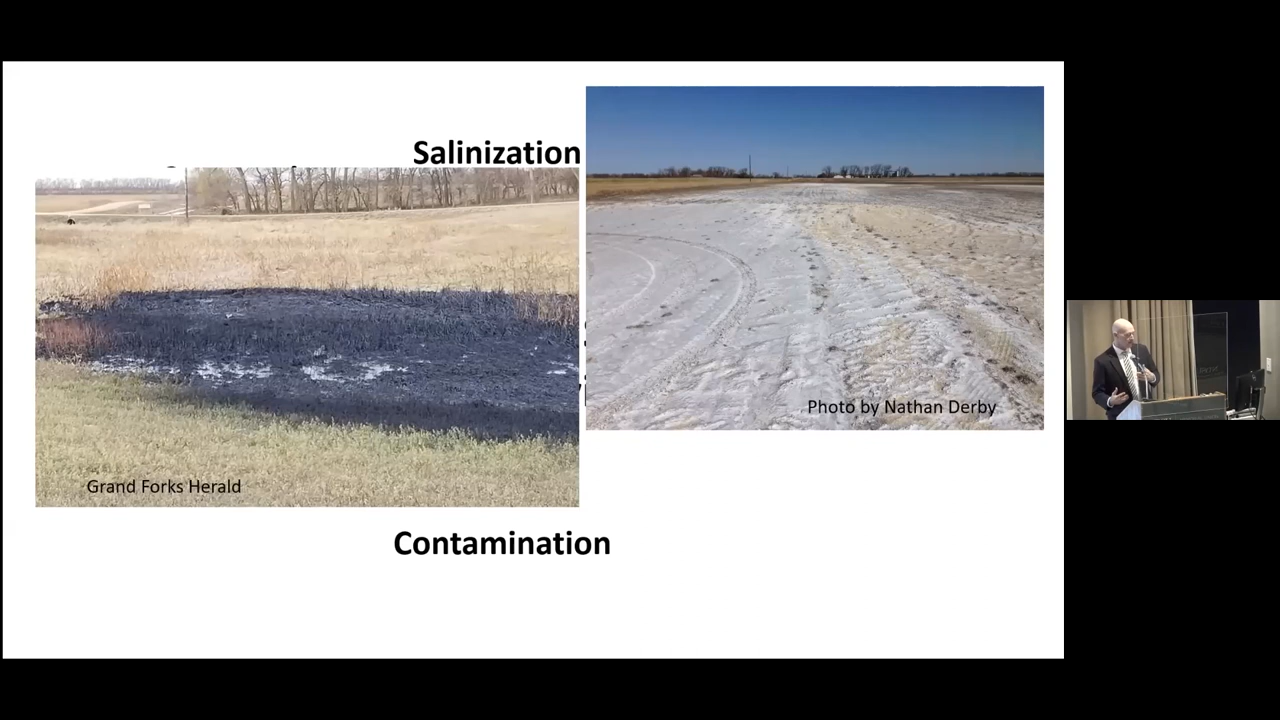 Salinization
Photo by Nathan Derby
Grand Forks Herald
Contamination